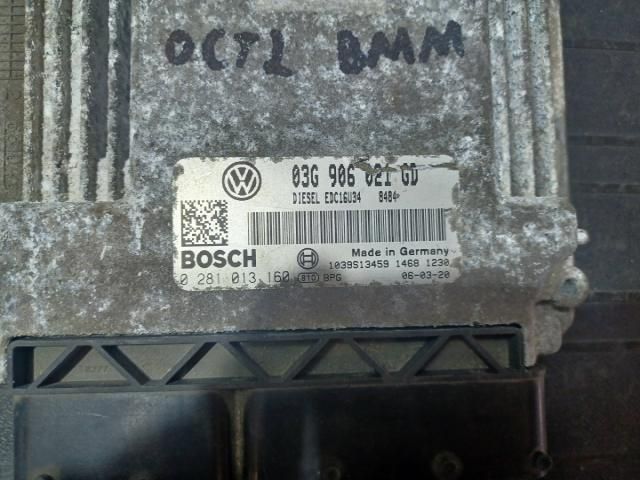 OCT2 BMM
03G 906 021 GD
DIESEL EDC16U34 8484
BOSCH
Made in Germany
1039S13459 1468 1230
0 281 013 160 BPG 06-03-20